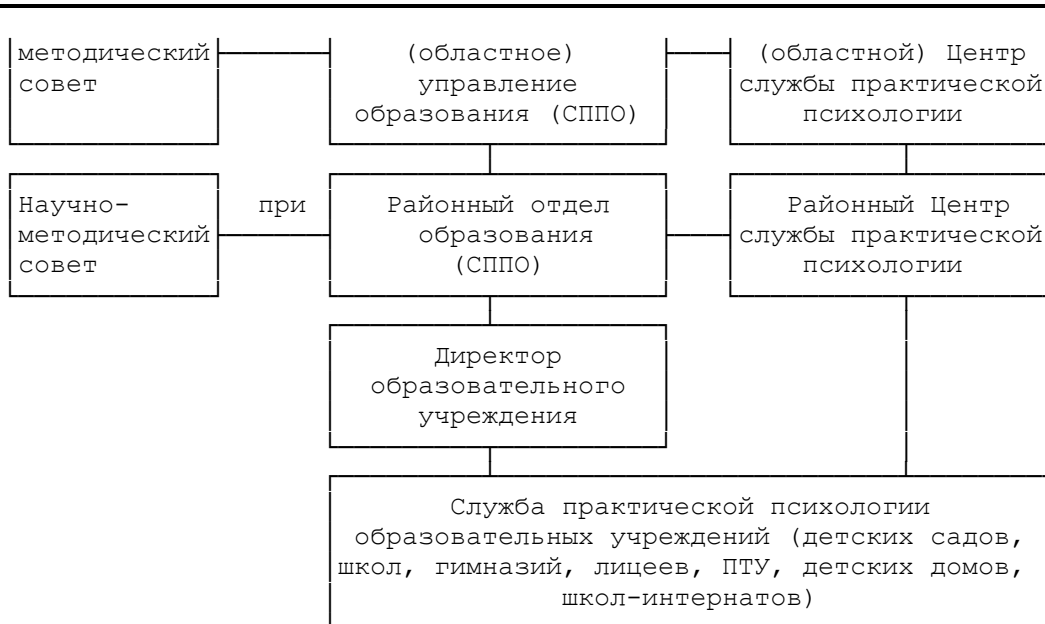 методический (областное) (областной) Центр
совет управление службы практической
образования (СППО) психологии
Научно- при Районный отдел Районный Центр
методический образования службы практической
совет (СППО) психологии
Директор
образовательного
учреждения
Служба практической психологии
образовательных учреждений (детских садов,
школ, гимназий, лицеев, ПТУ, детских домов,
школ-интернатов)